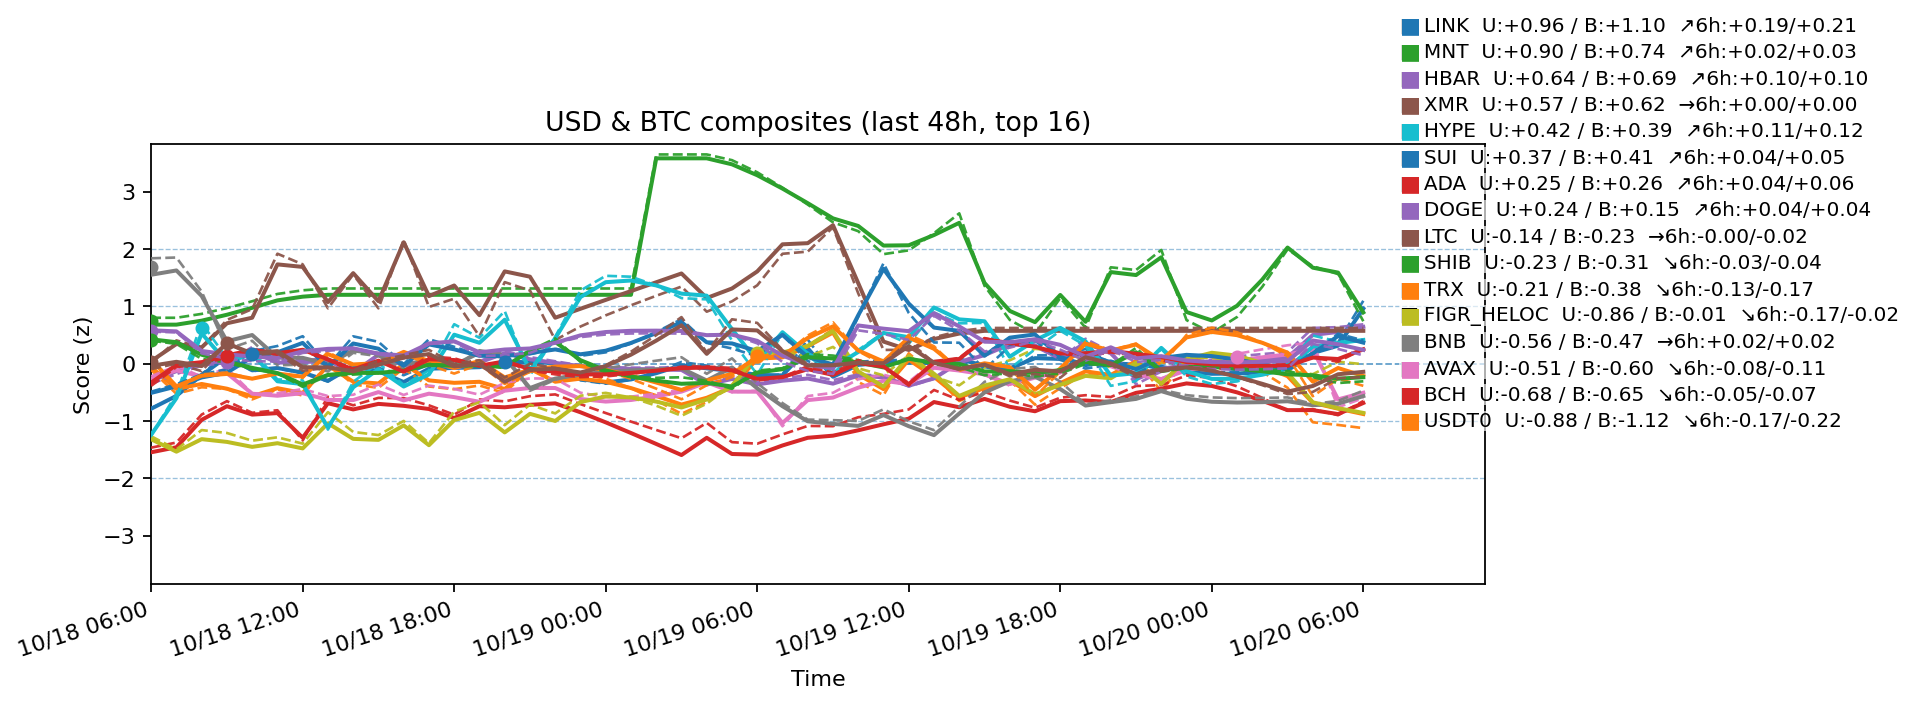 USD & BTC composites (last 48h, top 16)
LINK  U:+0.96 / B:+1.10  ↗6h:+0.19/+0.21
MNT  U:+0.90 / B:+0.74  ↗6h:+0.02/+0.03
HBAR  U:+0.64 / B:+0.69  ↗6h:+0.10/+0.10
XMR  U:+0.57 / B:+0.62  →6h:+0.00/+0.00
HYPE  U:+0.42 / B:+0.39  ↗6h:+0.11/+0.12
SUI  U:+0.37 / B:+0.41  ↗6h:+0.04/+0.05
ADA  U:+0.25 / B:+0.26  ↗6h:+0.04/+0.06
DOGE  U:+0.24 / B:+0.15  ↗6h:+0.04/+0.04
LTC  U:-0.14 / B:-0.23  →6h:-0.00/-0.02
SHIB  U:-0.23 / B:-0.31  ↘6h:-0.03/-0.04
TRX  U:-0.21 / B:-0.38  ↘6h:-0.13/-0.17
FIGR_HELOC  U:-0.86 / B:-0.01  ↘6h:-0.17/-0.02
BNB  U:-0.56 / B:-0.47  →6h:+0.02/+0.02
AVAX  U:-0.51 / B:-0.60  ↘6h:-0.08/-0.11
BCH  U:-0.68 / B:-0.65  ↘6h:-0.05/-0.07
USDT0  U:-0.88 / B:-1.12  ↘6h:-0.17/-0.22
Score (z)
3
2
1
0
−1
−2
−3
10/18 06:00
10/18 12:00
10/18 18:00
10/19 00:00
10/19 06:00
10/19 12:00
10/19 18:00
10/20 00:00
10/20 06:00
Time